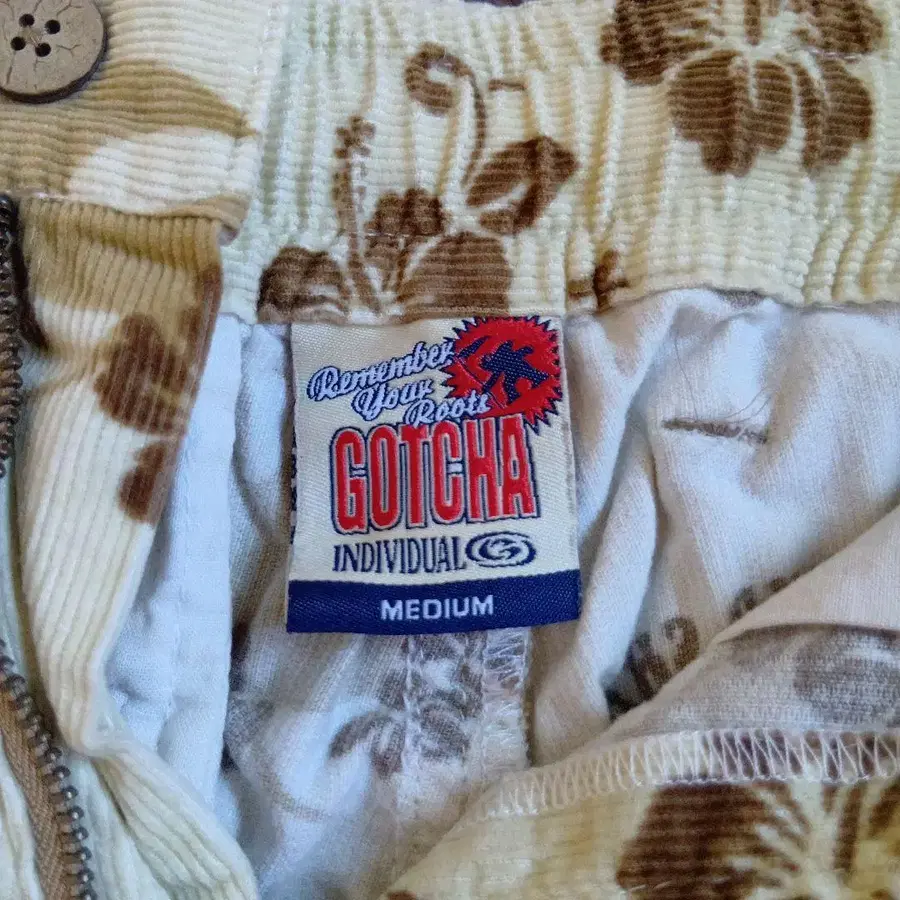 Remember
Your
Roots
GOTCHA
INDIVIDUAL G
MEDIUM